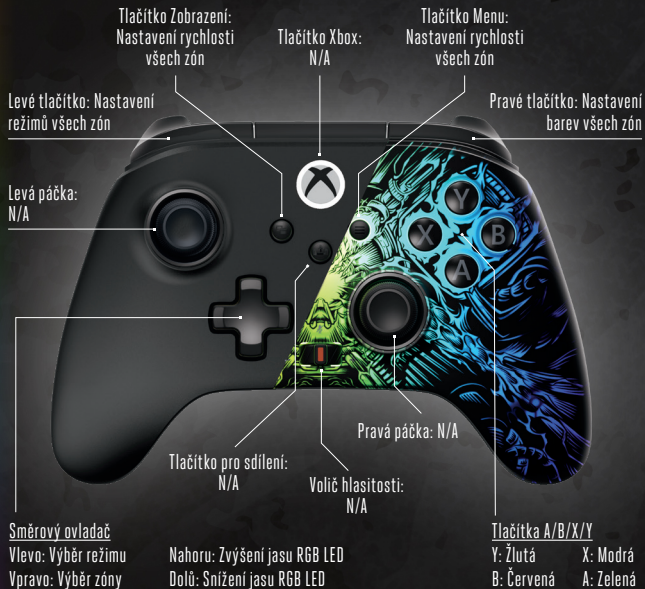 Tlačítko Zobrazení:
Nastavení rychlosti
všech zón
Tlačítko Xbox:
N/A
Tlačítko Menu:
Nastavení rychlosti
všech zón
Levé tlačítko: Nastavení
režimů všech zón
Pravé tlačítko: Nastavení
barev všech zón
Levá páčka:
N/A
Y
X
B
A
Pravá páčka: N/A
Tlačítko pro sdílení:
N/A
Volič hlasitosti:
N/A
Směrový ovladač
Vlevo: Výběr režimu
Vpravo: Výběr zóny
Nahoru: Zvýšení jasu RGB LED
Dolů: Snížení jasu RGB LED
Tlačítka A/B/X/Y
Y: Žlutá X: Modrá
B: Červená A: Zelená